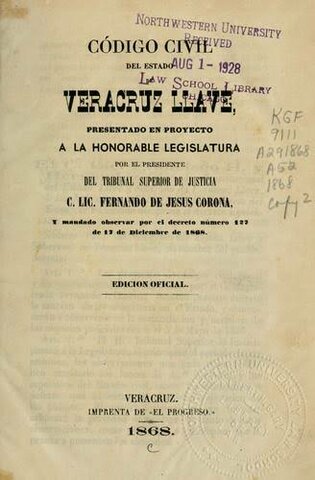 NORTHWESTERN UNIVERSITY
RECEIVED
AUG 1 - 1928
LAW SCHOOL LIBRARY
CÓDIGO CIVIL
DEL ESTADO
VERACRUZ LLAVE,
PRESENTADO EN PROYECTO
A LA HONORABLE LEGISLATURA
POR EL PRESIDENTE
DEL TRIBUNAL SUPERIOR DE JUSTICIA
C. LIC. FERNANDO DE JESUS CORONA,
Y mandado observar por el decreto número 127
de 17 de Diciembre de 1868.
KGF
9111
A291868
A52
1868
Copy 2
EDICION OFICIAL.
VERACRUZ.
IMPRENTA DE «EL PROGRESO.»
1868.
C